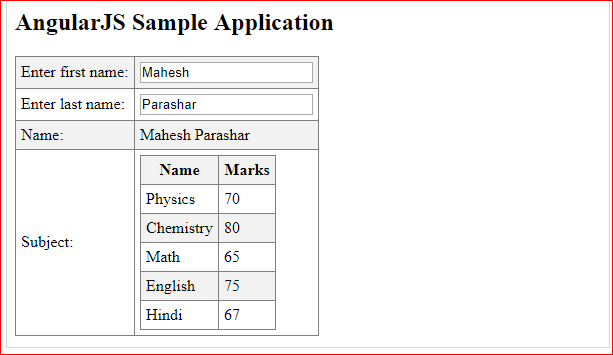 AngularJS Sample Application
Enter first name: Mahesh
Enter last name: Parashar
Name: Mahesh Parashar
Subject:
Name Marks
Physics 70
Chemistry 80
Math 65
English 75
Hindi 67